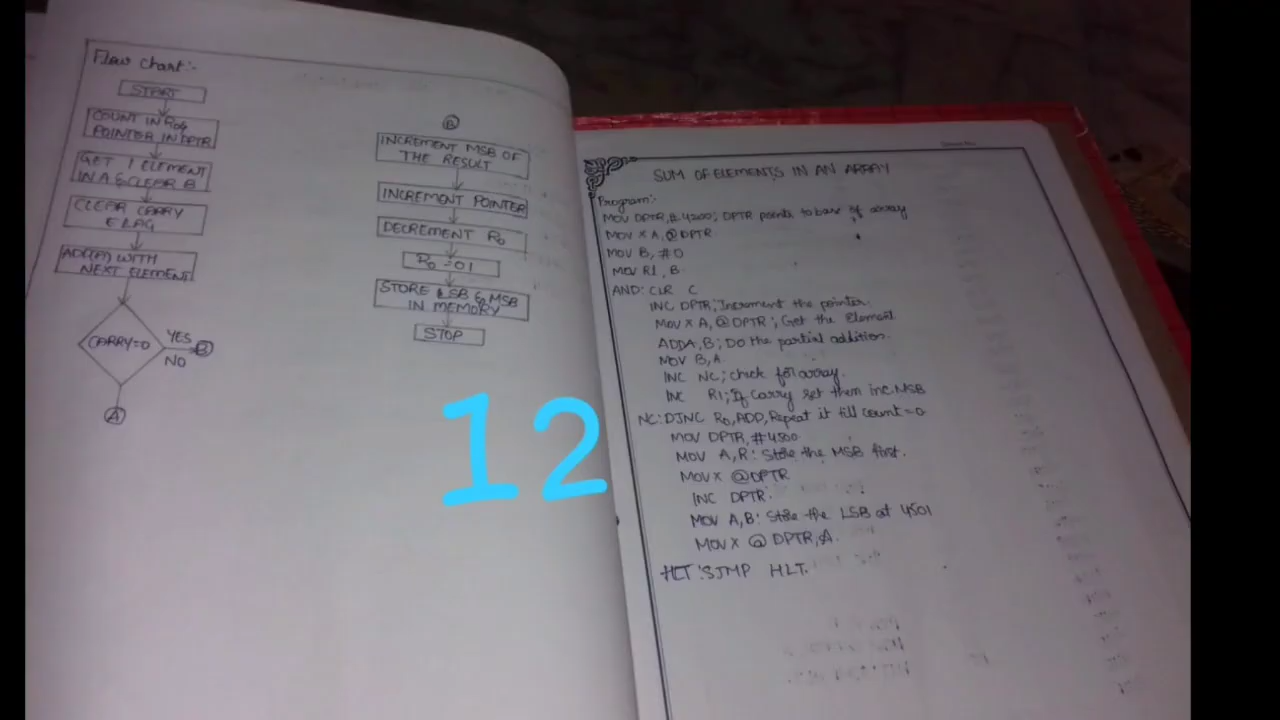 Flow chart:-
START
COUNT IN R0&
POINTER IN DPTR
GET 1 ELEMENT
IN A & CLEAR B
CLEAR CARRY
FLAG
ADD(A) WITH
NEXT ELEMENT
CARRY=0
YES
B
NO
A
B
INCREMENT MSB OF
THE RESULT
INCREMENT POINTER
DECREMENT R0
R0 = 01
STORE LSB & MSB
IN MEMORY
STOP
12
SUM OF ELEMENTS IN AN ARRAY
Program:-
MOV DPTR,#4200; DPTR points to base of array
MOV X A,@DPTR
MOV B, #0
MOV R1, B
AND: CLR C
INC DPTR; Increment the pointer.
MOV X A, @DPTR; Get the Element
ADDA,B; Do the partial addition.
MOV B,A
INC NC; check for array.
INC R1; If carry set them inc.MSB
NC: DJNC R0,ADD, Repeat it till count=0
MOV DPTR,#4500
MOV A,R: Store the MSB first.
MOV X @DPTR
INC DPTR
MOV A,B: Store the LSB at 4501
MOV X @ DPTR,A.
HLT: SJMP HLT.